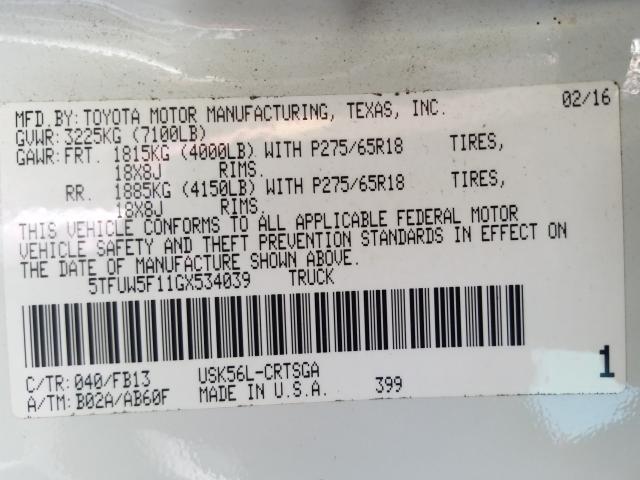 MFD.BY:TOYOTA MOTOR MANUFACTURING, TEXAS, INC. 02/16
GVWR:3225KG (7100LB)
GAWR:FRT. 1815KG (4000LB) WITH P275/65R18 TIRES,
18X8J RIMS.
RR. 1885KG (4150LB) WITH P275/65R18 TIRES,
18X8J RIMS.
THIS VEHICLE CONFORMS TO ALL APPLICABLE FEDERAL MOTOR
VEHICLE SAFETY AND THEFT PREVENTION STANDARDS IN EFFECT ON
THE DATE OF MANUFACTURE SHOWN ABOVE.
5TFUW5F11GX534039 TRUCK
C/TR: 040/FB13 USK56L-CRTSGA 1
A/TM: B02A/AB60F MADE IN U.S.A. 399